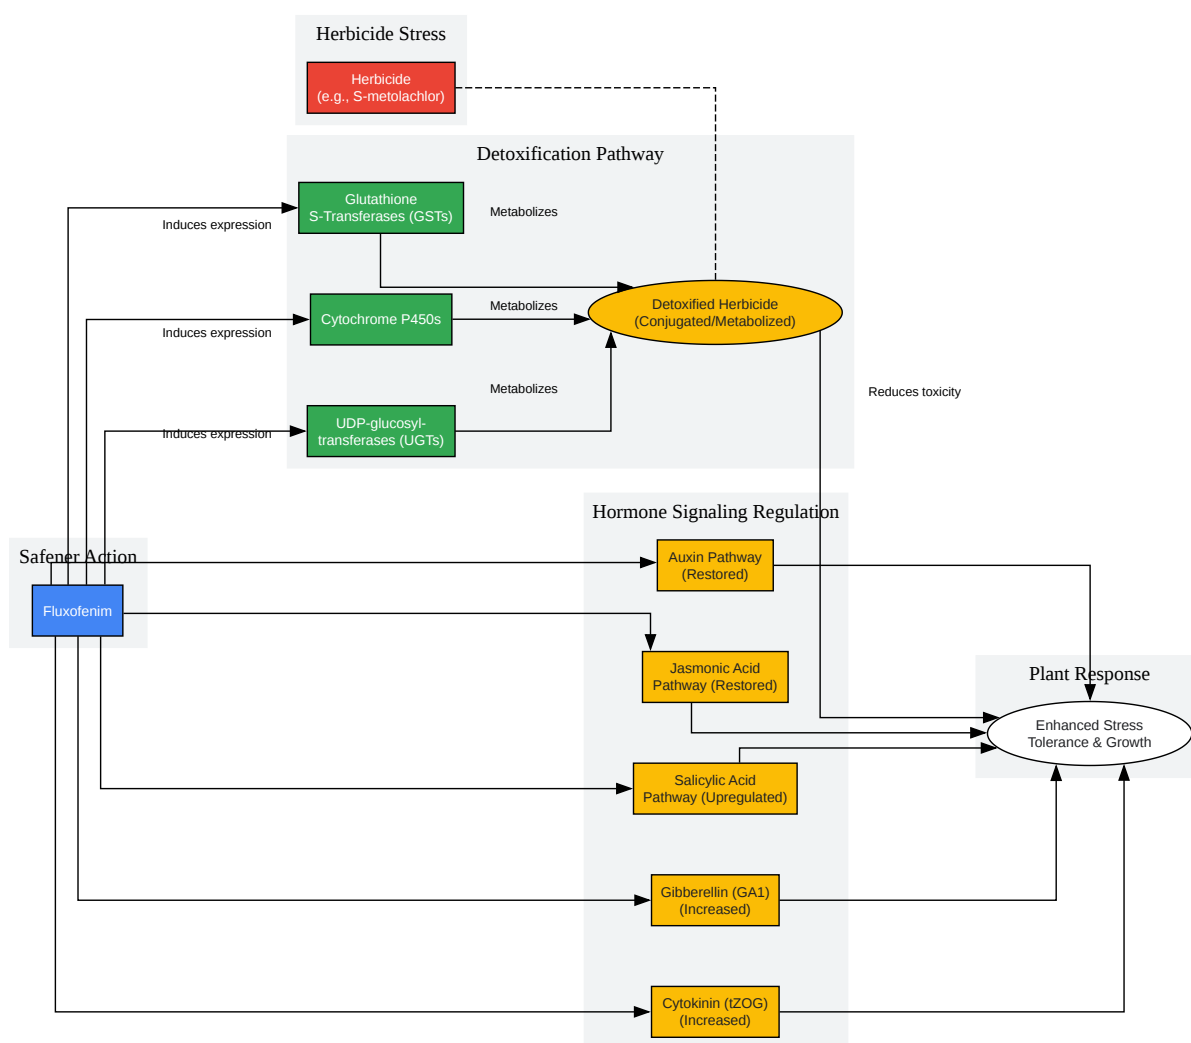 Herbicide Stress
Herbicide
(e.g., S-metolachlor)
Detoxification Pathway
Glutathione
S-Transferases (GSTs)
Metabolizes
Induces expression
Cytochrome P450s
Metabolizes
Detoxified Herbicide
(Conjugated/Metabolized)
Induces expression
Metabolizes
Reduces toxicity
UDP-glucosyl-
transferases (UGTs)
Induces expression
Hormone Signaling Regulation
Safener Action
Auxin Pathway
(Restored)
Fluxofenim
Jasmonic Acid
Pathway (Restored)
Plant Response
Enhanced Stress
Tolerance & Growth
Salicylic Acid
Pathway (Upregulated)
Gibberellin (GA1)
(Increased)
Cytokinin (tZOG)
(Increased)